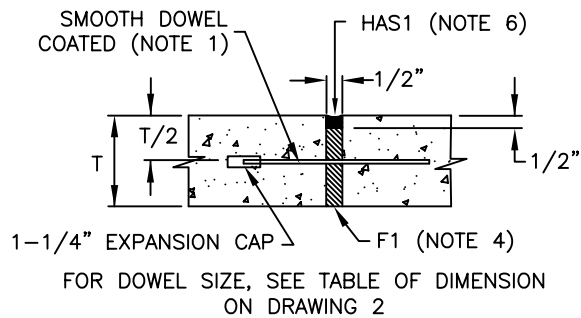 SMOOTH DOWEL
COATED (NOTE 1)
HAS1 (NOTE 6)
1/2"
T/2
T
1/2"
1-1/4" EXPANSION CAP
F1 (NOTE 4)
FOR DOWEL SIZE, SEE TABLE OF DIMENSION
ON DRAWING 2